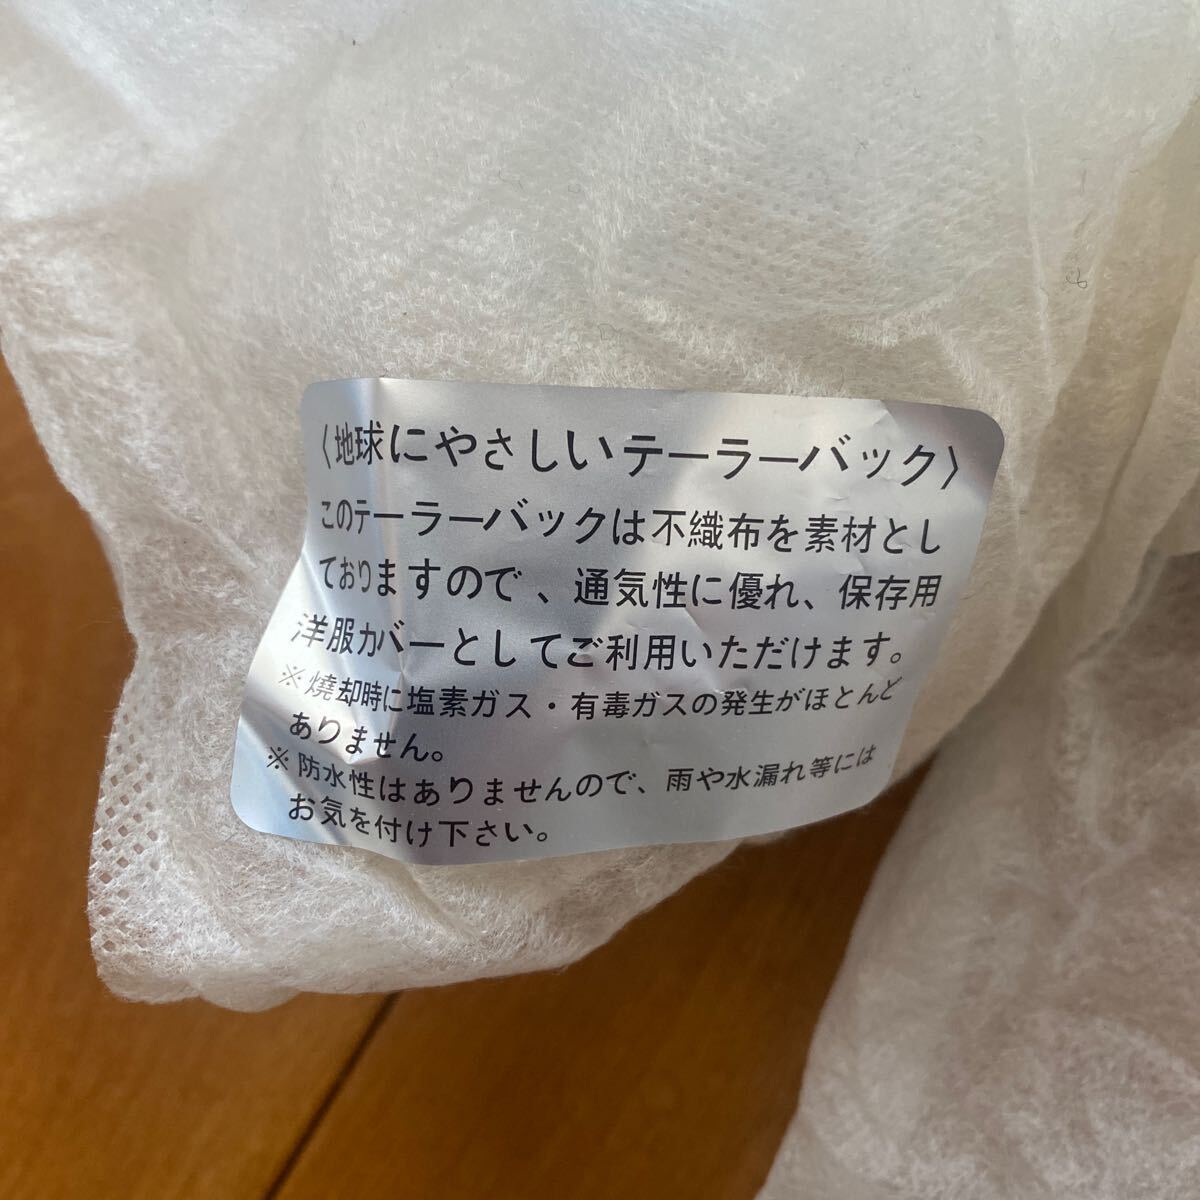 〈地球にやさしいテーラーバック〉
このテーラーバックは不織布を素材とし
ておりますので、通気性に優れ、保存用
洋服カバーとしてご利用いただけます。
※焼却時に塩素ガス・有毒ガスの発生がほとんど
ありません。
※防水性はありませんので、雨や水漏れ等には
お気を付け下さい。